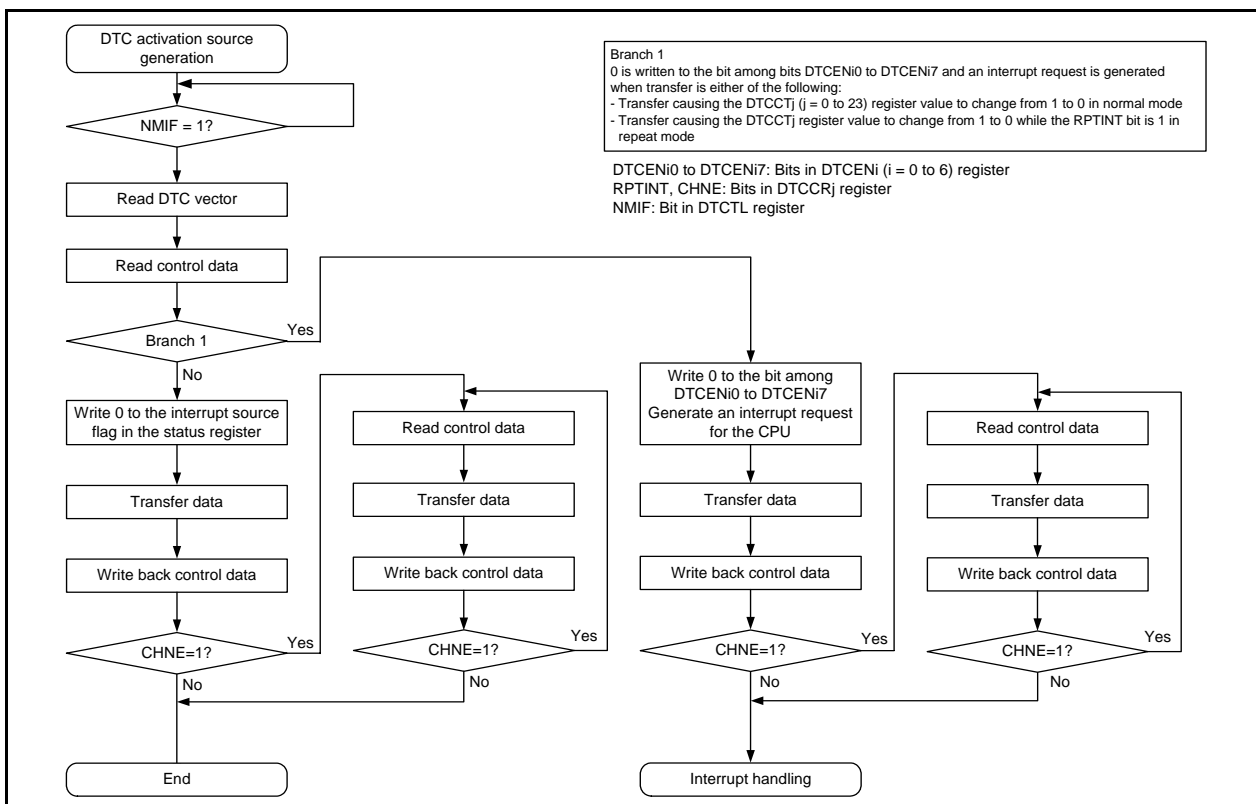 DTC activation source
generation
NMIF = 1?
Read DTC vector
Read control data
Branch 1
Yes
No
Write 0 to the interrupt source
flag in the status register
Transfer data
Write back control data
CHNE=1?
Yes
No
End
Read control data
Transfer data
Write back control data
CHNE=1?
Yes
No
Branch 1
0 is written to the bit among bits DTCENi0 to DTCENi7 and an interrupt request is generated
when transfer is either of the following:
- Transfer causing the DTCCTj (j = 0 to 23) register value to change from 1 to 0 in normal mode
- Transfer causing the DTCCTj register value to change from 1 to 0 while the RPTINT bit is 1 in
repeat mode
DTCENi0 to DTCENi7: Bits in DTCENi (i = 0 to 6) register
RPTINT, CHNE: Bits in DTCCRj register
NMIF: Bit in DTCTL register
Write 0 to the bit among
DTCENi0 to DTCENi7
Generate an interrupt request
for the CPU
Transfer data
Write back control data
CHNE=1?
Yes
No
Interrupt handling
Read control data
Transfer data
Write back control data
CHNE=1?
Yes
No